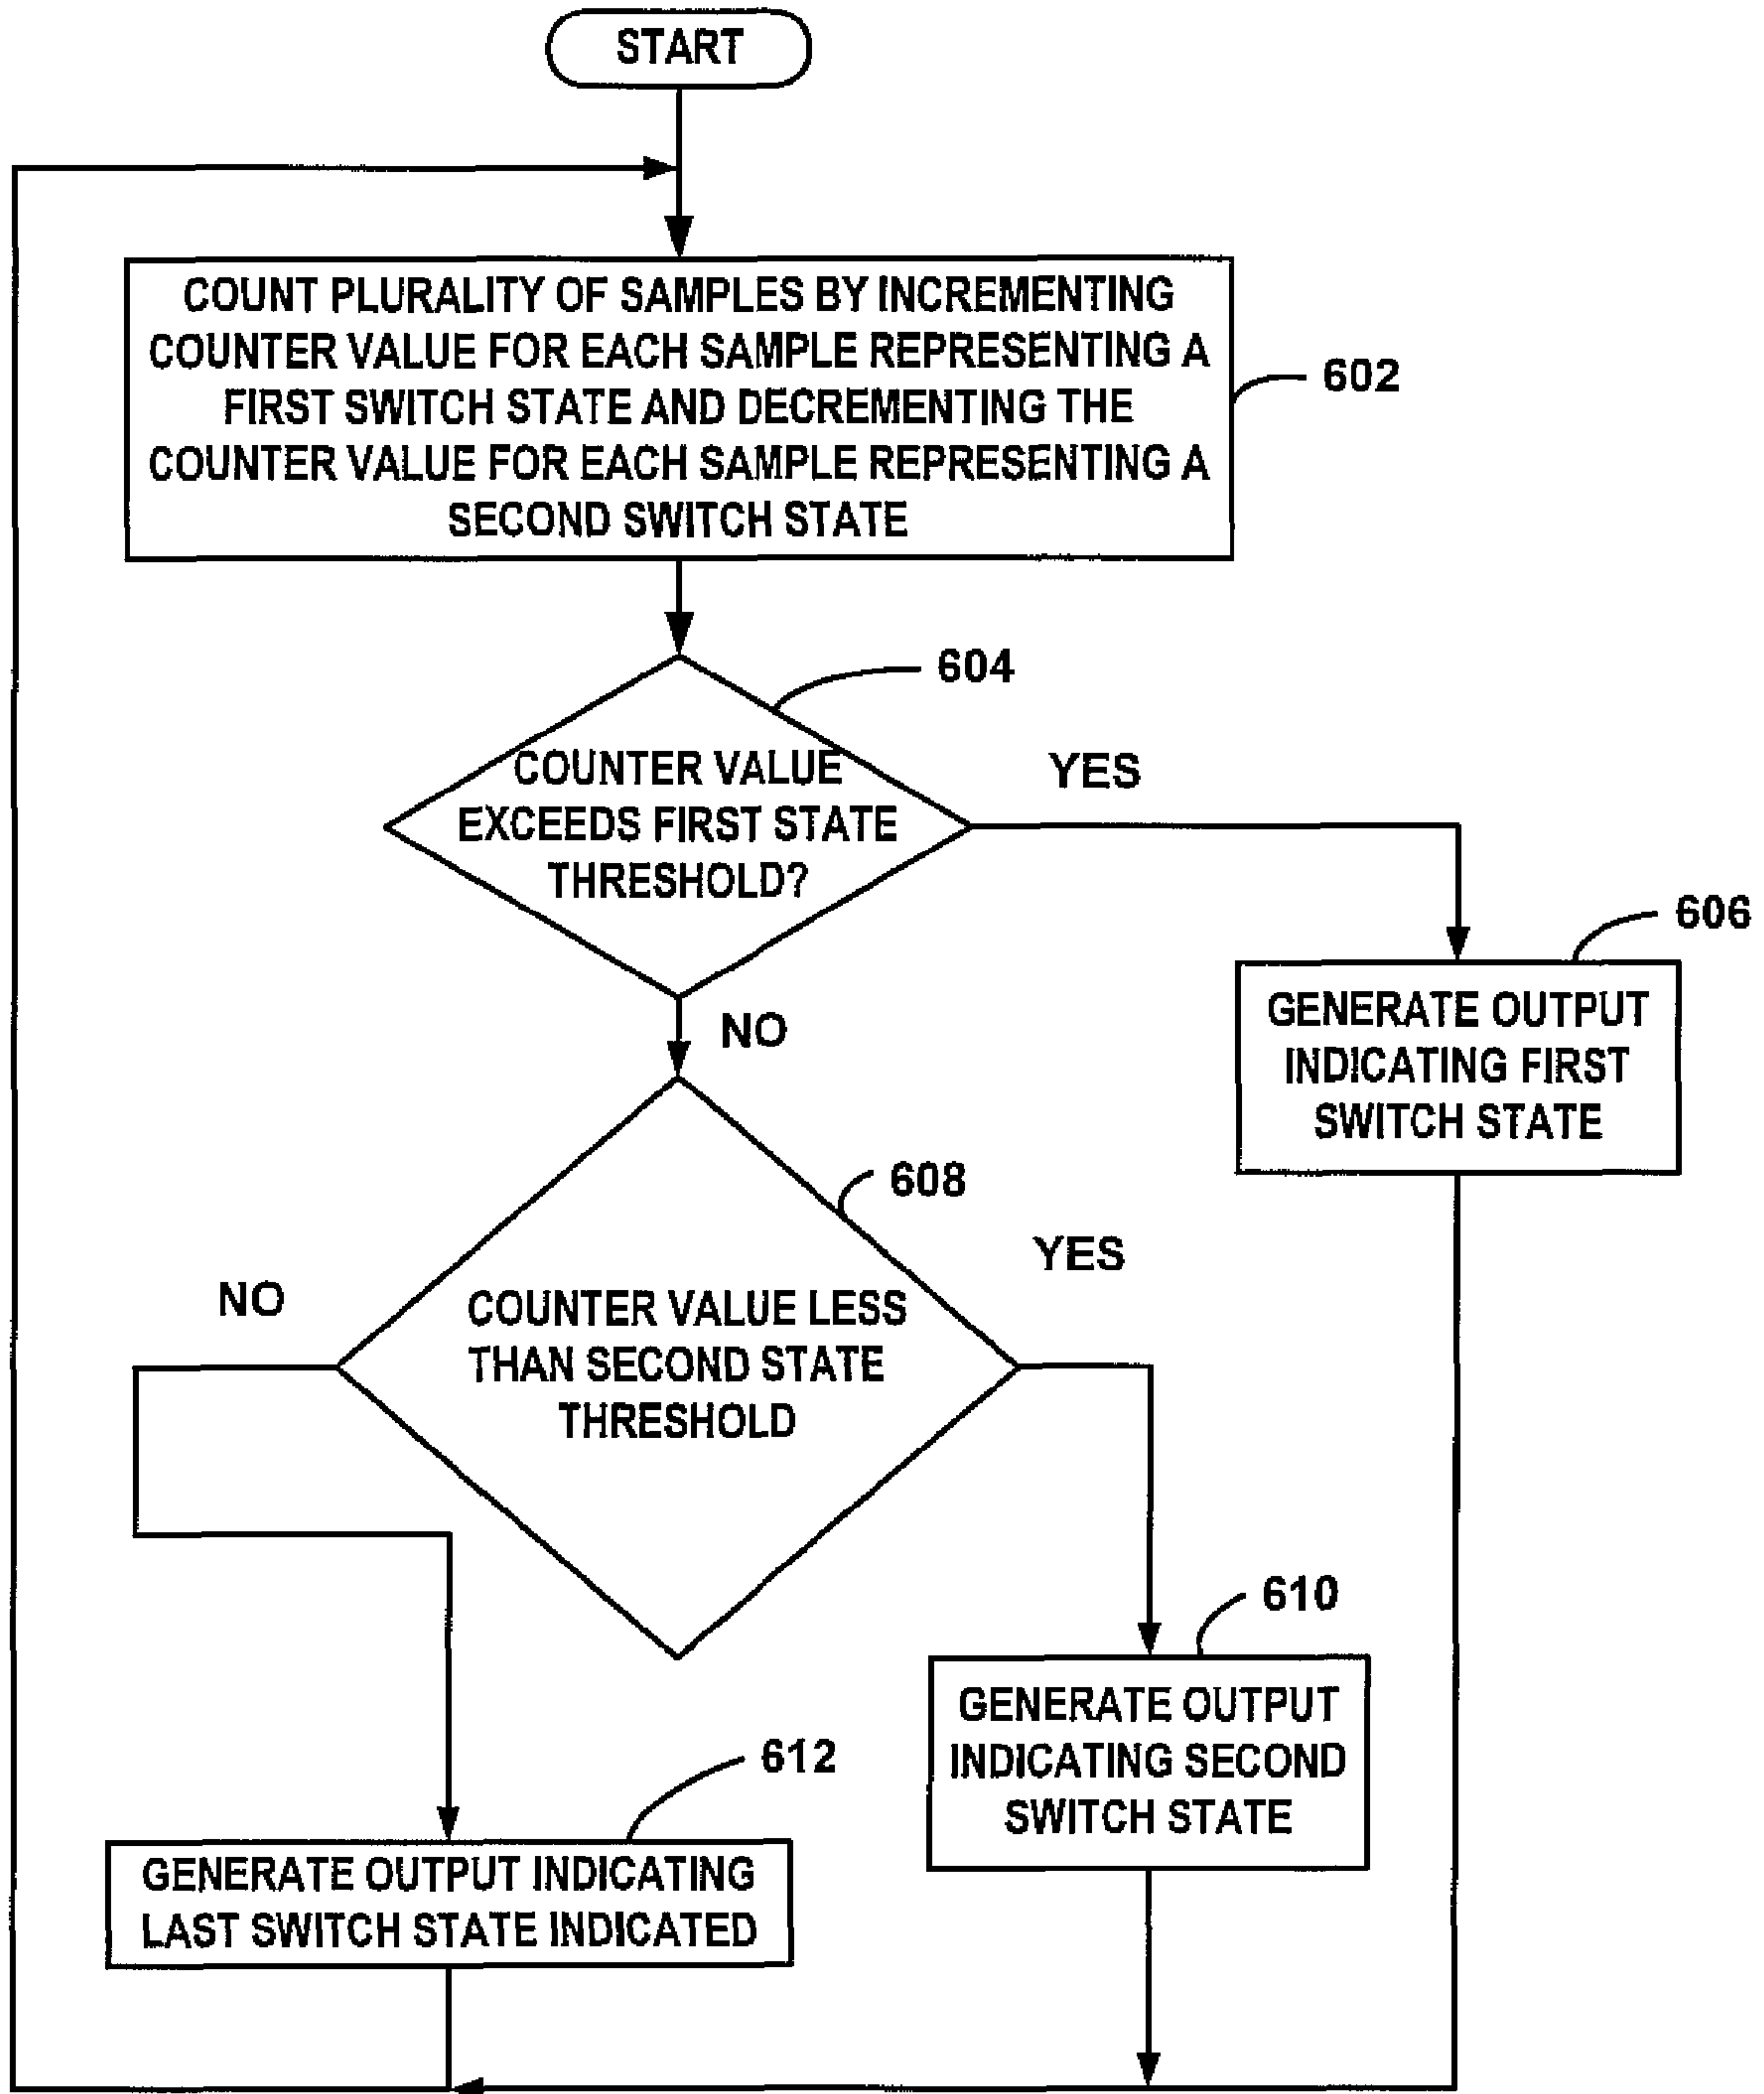 START
COUNT PLURALITY OF SAMPLES BY INCREMENTING
COUNTER VALUE FOR EACH SAMPLE REPRESENTING A
FIRST SWITCH STATE AND DECREMENTING THE
COUNTER VALUE FOR EACH SAMPLE REPRESENTING A
SECOND SWITCH STATE
602
604
COUNTER VALUE
EXCEEDS FIRST STATE
THRESHOLD?
YES
606
GENERATE OUTPUT
INDICATING FIRST
SWITCH STATE
NO
608
COUNTER VALUE LESS
THAN SECOND STATE
THRESHOLD
YES
NO
610
GENERATE OUTPUT
INDICATING SECOND
SWITCH STATE
612
GENERATE OUTPUT INDICATING
LAST SWITCH STATE INDICATED